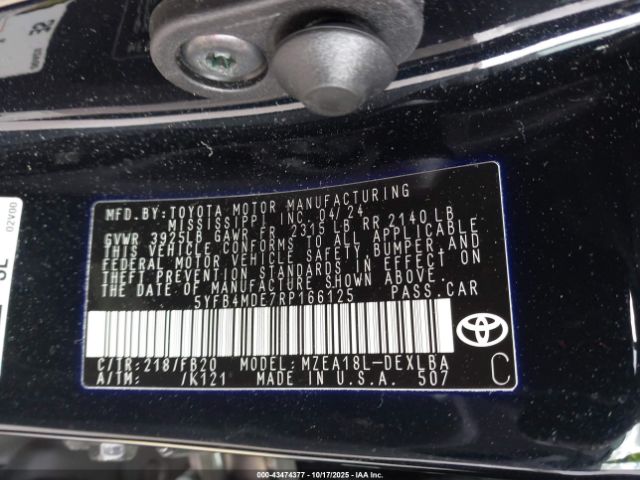 MFD.BY:TOYOTA MOTOR MANUFACTURING
MISSISSIPPI, INC.04/24
GVWR 3925LB GAWR FR 2315 LB RR 2140 LB
THIS VEHICLE CONFORMS TO ALL APPLICABLE
FEDERAL MOTOR VEHICLE SAFETY, BUMPER, AND
THEFT PREVENTION STANDARDS IN EFFECT ON
THE DATE OF MANUFACTURE SHOWN ABOVE.
5YFB4MDE7RP166125 PASS.CAR
C/TR:218/FB20 MODEL:MZEA18L-DEXLBA
A/TM: /K121 MADE IN U.S.A. 507
C
02V00
000-43474377 - 10/17/2025 - IAAI.com